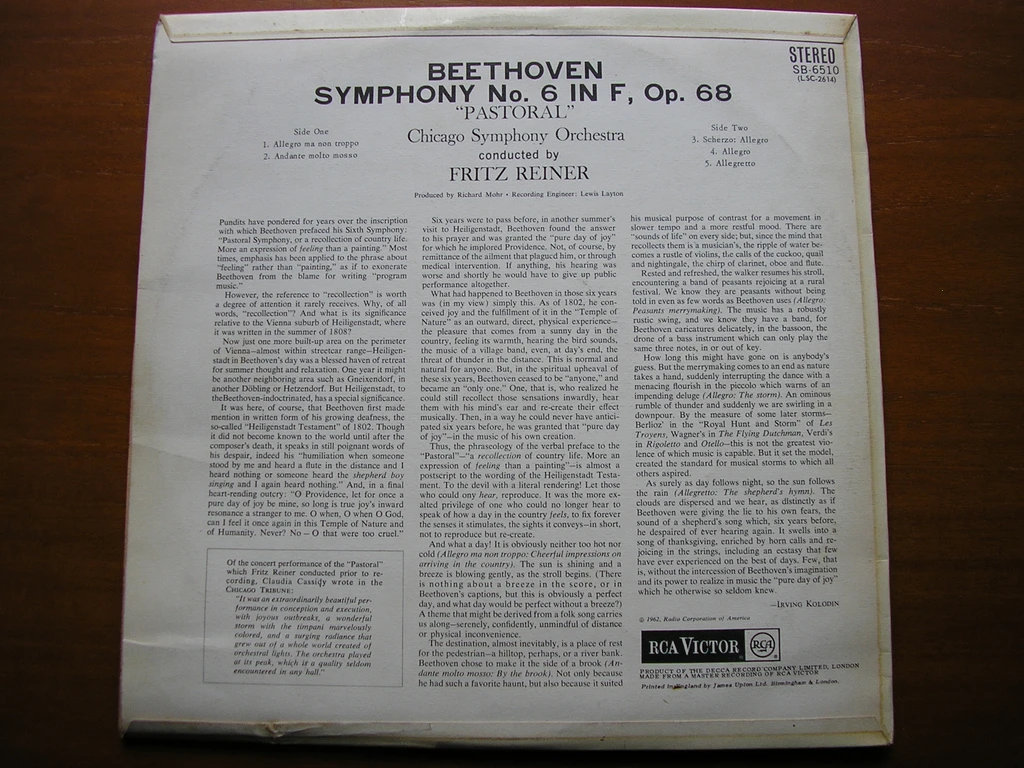 STEREO
SB-6510
(LSC-2614)
BEETHOVEN
SYMPHONY No. 6 IN F, Op. 68
"PASTORAL"
Side One
1. Allegro ma non troppo
2. Andante molto mosso
Chicago Symphony Orchestra
conducted by
FRITZ REINER
Side Two
3. Scherzo: Allegro
4. Allegro
5. Allegretto
Produced by Richard Mohr • Recording Engineer: Lewis Layton
Pundits have pondered for years over the inscription
with which Beethoven prefaced his Sixth Symphony:
"Pastoral Symphony, or a recollection of country life.
More an expression of feeling than a painting." Most
times, emphasis has been applied to the phrase about
"feeling" rather than "painting," as if to exonerate
Beethoven from the blame for writing "program
music."
However, the reference to "recollection" is worth
a degree of attention it rarely receives. Why, of all
words, "recollection"? And what is its significance
relative to the Vienna suburb of Heiligenstadt, where
it was written in the summer of 1808?
Now just one more built-up area on the perimeter
of Vienna—almost within streetcar range—Heiligen-
stadt in Beethoven's day was a blessed haven of retreat
for summer thought and relaxation. One year it might
be another neighboring area such as Gneixendorf, in
another Döbling or Hetzendorf. But Heiligenstadt, to
the Beethoven-indoctrinated, has a special significance.
It was here, of course, that Beethoven first made
mention in written form of his growing deafness, the
so-called "Heiligenstadt Testament" of 1802. Though
it did not become known to the world until after the
composer's death, it speaks in still poignant words of
his despair, indeed his "humiliation when someone
stood by me and heard a flute in the distance and I
heard nothing or someone heard the shepherd boy
singing and I again heard nothing." And, in a final
heart-rending outcry: "O Providence, let for once a
pure day of joy be mine, so long is true joy's inward
resonance a stranger to me. O when, O when O God,
can I feel it once again in this Temple of Nature and
of Humanity. Never? No — O that were too cruel."
Of the concert performance of the "Pastoral"
which Fritz Reiner conducted prior to re-
cording, Claudia Cassidy wrote in the
CHICAGO TRIBUNE:
"It was an extraordinarily beautiful per-
formance in conception and execution,
with joyous outbreaks, a wonderful
storm with the timpani marvelously
colored, and a surging radiance that
grew out of a whole world created of
orchestral lights. The orchestra played
at its peak, which is a quality seldom
encountered in any hall."
Six years were to pass before, in another summer's
visit to Heiligenstadt, Beethoven found the answer
to his prayer and was granted the "pure day of joy"
for which he implored Providence. Not, of course, by
remittance of the ailment that plagued him, or through
medical intervention. If anything, his hearing was
worse and shortly he would have to give up public
performance altogether.
What had happened to Beethoven in those six years
was (in my view) simply this. As of 1802, he con-
ceived joy and the fulfillment of it in the "Temple of
Nature" as an outward, direct, physical experience—
the pleasure that comes from a sunny day in the
country, feeling its warmth, hearing the bird sounds,
the music of a village band, even, at day's end, the
threat of thunder in the distance. This is normal and
natural for anyone. But, in the spiritual upheaval of
these six years, Beethoven ceased to be "anyone," and
became an "only one." One, that is, who realized he
could still recollect those sensations inwardly, hear
them with his mind's ear and re-create their effect
musically. Then, in a way he could never have antici-
pated six years before, he was granted that "pure day
of joy"—in the music of his own creation.
Thus, the phraseology of the verbal preface to the
"Pastoral"—"a recollection of country life. More an
expression of feeling than a painting"—is almost a
postscript to the wording of the Heiligenstadt Testa-
ment. To the devil with a literal rendering! Let those
who could ony hear, reproduce. It was the more ex-
alted privilege of one who could no longer hear to
speak of how a day in the country feels, to fix forever
the senses it stimulates, the sights it conveys—in short,
not to reproduce but re-create.
And what a day! It is obviously neither too hot nor
cold (Allegro ma non troppo: Cheerful impressions on
arriving in the country). The sun is shining and a
breeze is blowing gently, as the stroll begins. (There
is nothing about a breeze in the score, or in
Beethoven's captions, but this is obviously a perfect
day, and what day would be perfect without a breeze?)
A theme that might be derived from a folk song carries
us along—serenely, confidently, unmindful of distance
or physical inconvenience.
The destination, almost inevitably, is a place of rest
for the pedestrian—a hilltop, perhaps, or a river bank.
Beethoven chose to make it the side of a brook (An-
dante molto mosso: By the brook). Not only because
he had such a favorite haunt, but also because it suited
his musical purpose of contrast for a movement in
slower tempo and a more restful mood. There are
"sounds of life" on every side; but, since the mind that
recollects them is a musician's, the ripple of water be-
comes a rustle of violins, the calls of the cuckoo, quail
and nightingale, the chirp of clarinet, oboe and flute.
Rested and refreshed, the walker resumes his stroll,
encountering a band of peasants rejoicing at a rural
festival. We know they are peasants without being
told in even as few words as Beethoven uses (Allegro:
Peasants merrymaking). The music has a robustly
rustic swing, and we know they have a band, for
Beethoven caricatures delicately, in the bassoon, the
drone of a bass instrument which can only play the
same three notes, in or out of key.
How long this might have gone on is anybody's
guess. But the merrymaking comes to an end as nature
takes a hand, suddenly interrupting the dance with a
menacing flourish in the piccolo which warns of an
impending deluge (Allegro: The storm). An ominous
rumble of thunder and suddenly we are swirling in a
downpour. By the measure of some later storms—
Berlioz' in the "Royal Hunt and Storm" of Les
Troyens, Wagner's in The Flying Dutchman, Verdi's
in Rigoletto and Otello—this is not the greatest vio-
lence of which music is capable. But it set the model,
created the standard for musical storms to which all
others aspired.
As surely as day follows night, so the sun follows
the rain (Allegretto: The shepherd's hymn). The
clouds are dispersed and we hear, as distinctly as if
Beethoven were giving the lie to his own fears, the
sound of a shepherd's song which, six years before,
he despaired of ever hearing again. It swells into a
song of thanksgiving, enriched by horn calls and re-
joicing in the strings, including an ecstasy that few
have ever experienced on the best of days. Few, that
is, without the intercession of Beethoven's imagination
and its power to realize in music the "pure day of joy"
which he otherwise so seldom knew.
—IRVING KOLODIN
© 1962, Radio Corporation of America
RCA VICTOR
RCA
PRODUCT OF THE DECCA RECORD COMPANY LIMITED, LONDON
MADE FROM A MASTER RECORDING OF RCA VICTOR
Printed in England by James Upton Ltd. Birmingham & London.